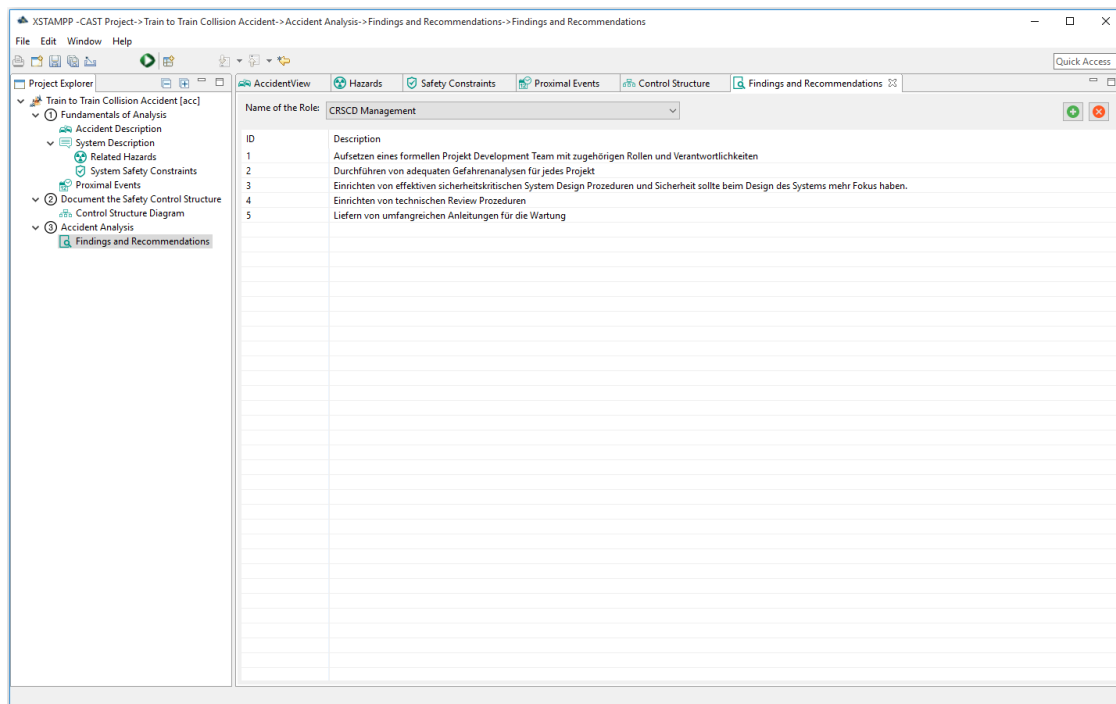 XSTAMPP -CAST Project->Train to Train Collision Accident->Accident Analysis->Findings and Recommendations->Findings and Recommendations
File Edit Window Help
Quick Access
Project Explorer
Train to Train Collision Accident [acc]
1 Fundamentals of Analysis
Accident Description
System Description
Related Hazards
System Safety Constraints
Proximal Events
2 Document the Safety Control Structure
Control Structure Diagram
3 Accident Analysis
Findings and Recommendations
AccidentView Hazards Safety Constraints Proximal Events Control Structure Findings and Recommendations
Name of the Role: CRSCD Management
ID Description
1 Aufsetzen eines formellen Projekt Development Team mit zugehörigen Rollen und Verantwortlichkeiten
2 Durchführen von adequaten Gefahrenanalysen für jedes Projekt
3 Einrichten von effektiven sicherheitskritischen System Design Prozeduren und Sicherheit sollte beim Design des Systems mehr Fokus haben.
4 Einrichten von technischen Review Prozeduren
5 Liefern von umfangreichen Anleitungen für die Wartung